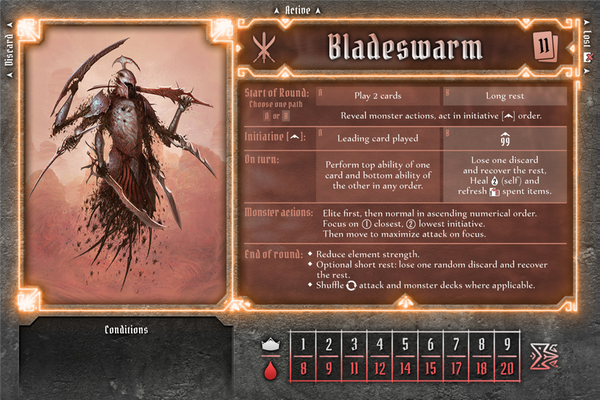 Active
Discard
Lost
Bladeswarm
11
Start of Round:
Choose one path
A or B
A Play 2 cards
B Long rest
Reveal monster actions, act in initiative [ ] order.
Initiative [ ]:
A Leading card played
B 99
On turn:
Perform top ability of one
card and bottom ability of
the other in any order.
Lose one discard
and recover the rest.
Heal 2 (self) and
refresh spent items.
Monster actions:
Elite first, then normal in ascending numerical order.
Focus on 1 closest, 2 lowest initiative.
Then move to maximize attack on focus.
End of round:
◆ Reduce element strength.
◆ Optional short rest: lose one random discard and recover
the rest.
◆ Shuffle attack and monster decks where applicable.
Conditions
1 2 3 4 5 6 7 8 9
8 9 11 12 14 15 17 18 20